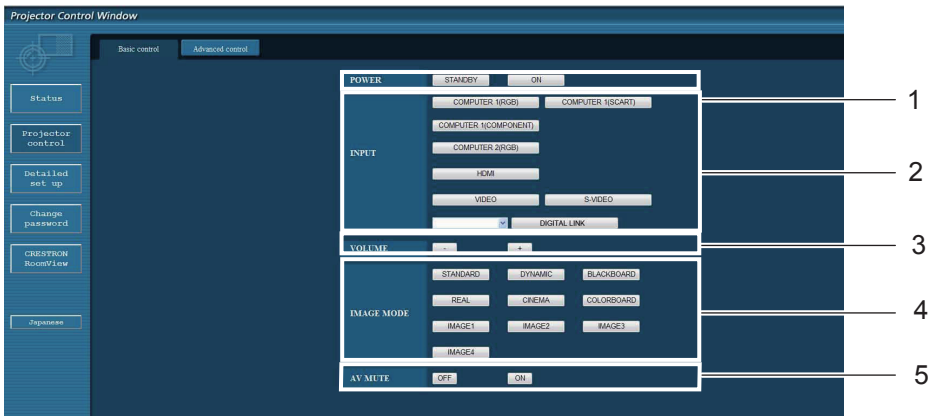 Projector Control Window
Basic control Advanced control
Status
Projector
control
Detailed
set up
Change
password
CRESTRON
RoomView
Japanese
POWER STANDBY ON
INPUT
COMPUTER 1(RGB) COMPUTER 1(SCART)
COMPUTER 1(COMPONENT)
COMPUTER 2(RGB)
HDMI
VIDEO S-VIDEO
DIGITAL LINK
VOLUME - +
IMAGE MODE
STANDARD DYNAMIC BLACKBOARD
REAL CINEMA COLORBOARD
IMAGE1 IMAGE2 IMAGE3
IMAGE4
AV MUTE OFF ON
1
2
3
4
5